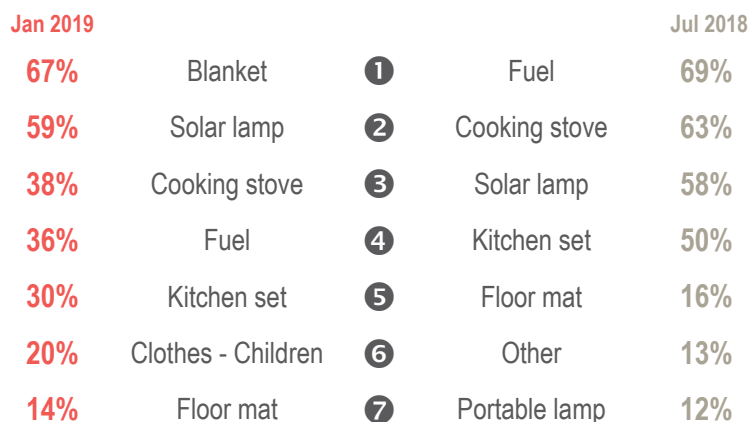 Jan 2019 Jul 2018
67% Blanket ❶ Fuel 69%
59% Solar lamp ❷ Cooking stove 63%
38% Cooking stove ❸ Solar lamp 58%
36% Fuel ❹ Kitchen set 50%
30% Kitchen set ❺ Floor mat 16%
20% Clothes - Children ❻ Other 13%
14% Floor mat ❼ Portable lamp 12%